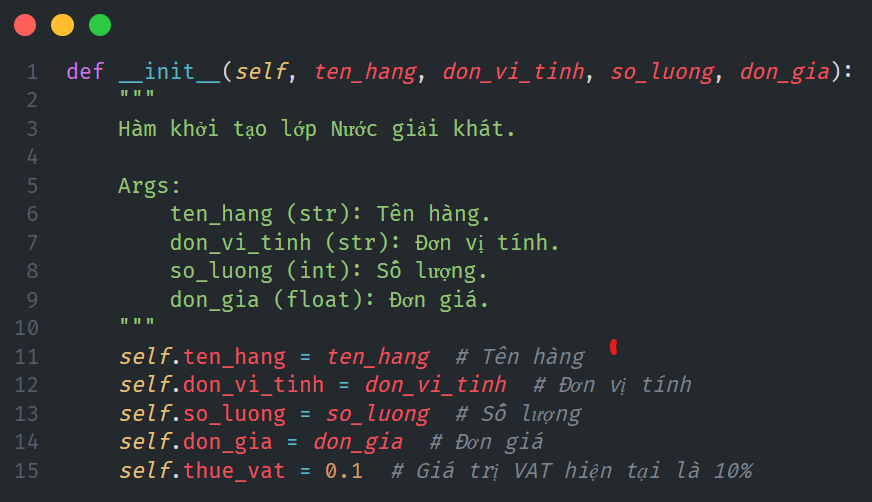 1 def __init__(self, ten_hang, don_vi_tinh, so_luong, don_gia):
2 """
3 Hàm khởi tạo lớp Nước giải khát.
4
5 Args:
6 ten_hang (str): Tên hàng.
7 don_vi_tinh (str): Đơn vị tính.
8 so_luong (int): Số lượng.
9 don_gia (float): Đơn giá.
10 """
11 self.ten_hang = ten_hang # Tên hàng
12 self.don_vi_tinh = don_vi_tinh # Đơn vị tính
13 self.so_luong = so_luong # Số lượng
14 self.don_gia = don_gia # Đơn giá
15 self.thue_vat = 0.1 # Giá trị VAT hiện tại là 10%